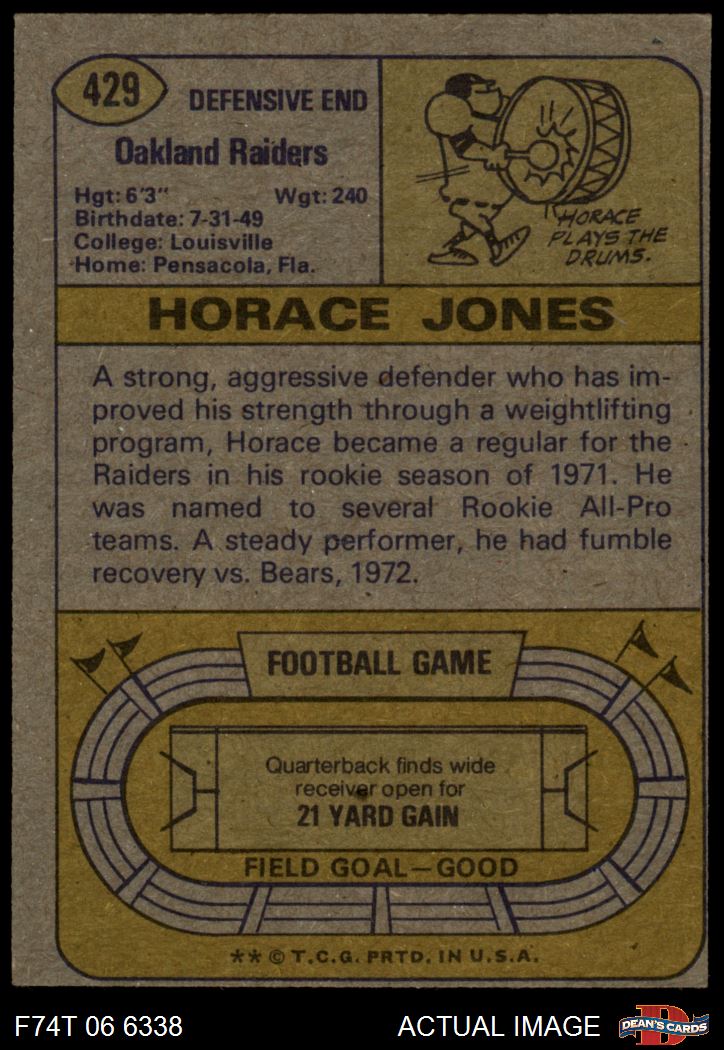 429
DEFENSIVE END
Oakland Raiders
Hgt: 6'3" Wgt: 240
Birthdate: 7-31-49
College: Louisville
Home: Pensacola, Fla.
HORACE
PLAYS THE
DRUMS.
HORACE JONES
A strong, aggressive defender who has im-
proved his strength through a weightlifting
program, Horace became a regular for the
Raiders in his rookie season of 1971. He
was named to several Rookie All-Pro
teams. A steady performer, he had fumble
recovery vs. Bears, 1972.
FOOTBALL GAME
Quarterback finds wide
receiver open for
21 YARD GAIN
FIELD GOAL—GOOD
** © T.C.G. PRTD. IN U.S.A.
F74T 06 6338 ACTUAL IMAGE
D
DEAN'S CARDS